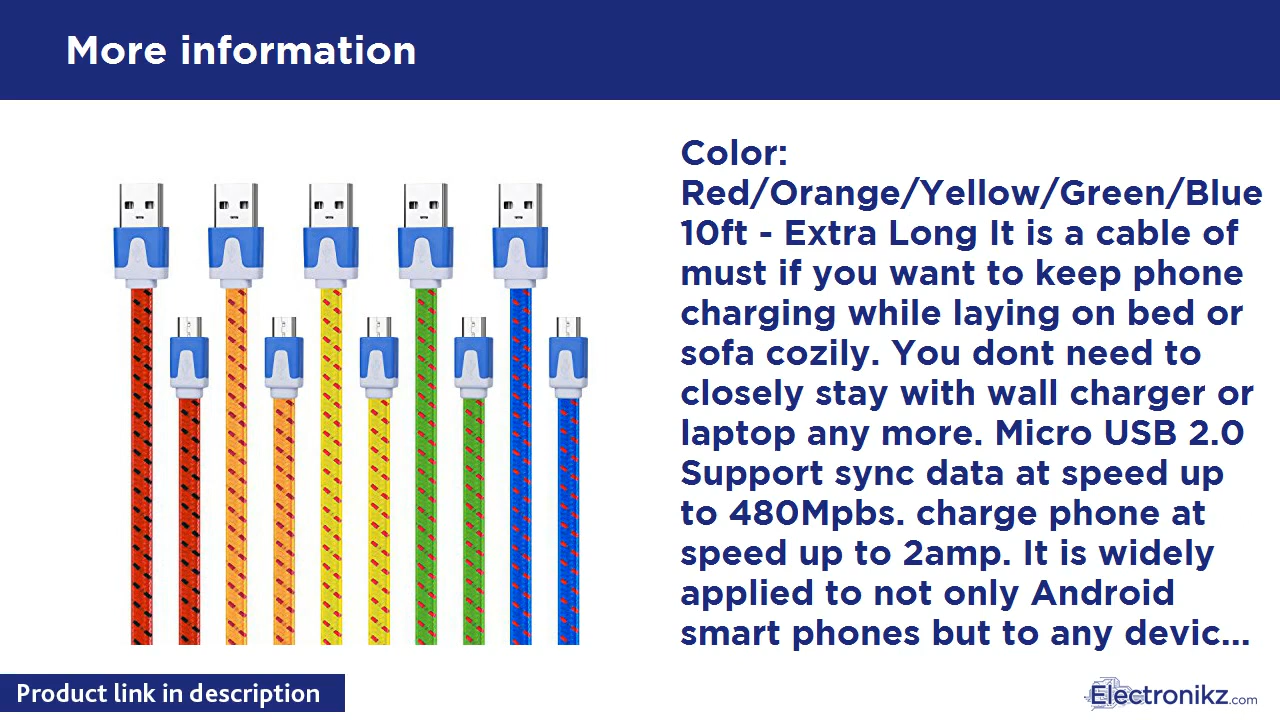 More information
Color:
Red/Orange/Yellow/Green/Blue
10ft - Extra Long It is a cable of
must if you want to keep phone
charging while laying on bed or
sofa cozily. You dont need to
closely stay with wall charger or
laptop any more. Micro USB 2.0
Support sync data at speed up
to 480Mpbs. charge phone at
speed up to 2amp. It is widely
applied to not only Android
smart phones but to any devic...
Product link in description
Electronikz.com